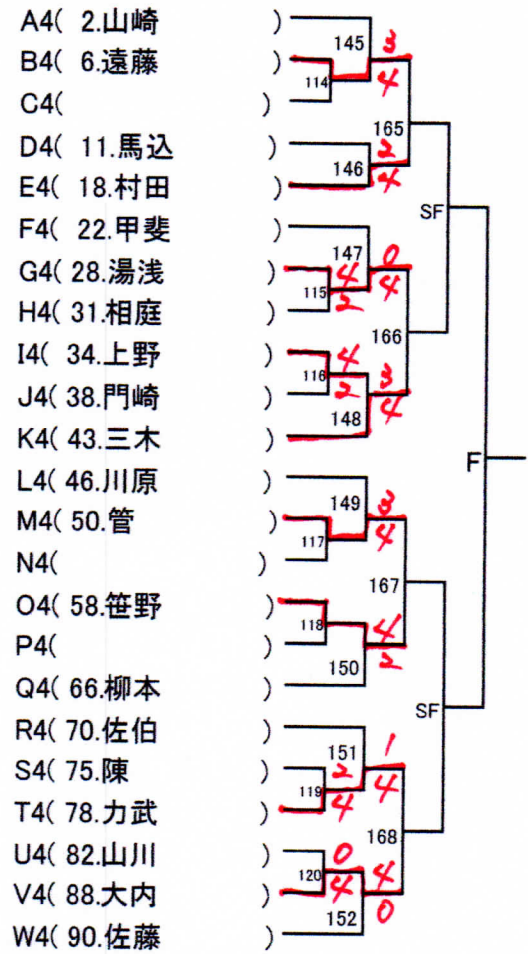 A4( 2.山崎 ) 145 3
B4( 6.遠藤 ) 114 4
C4( )
165
D4( 11.馬込 ) 2
E4( 18.村田 ) 146 4
SF
F4( 22.甲斐 )
147 0
G4( 28.湯浅 ) 4 4
H4( 31.相庭 ) 115 2
166
I4( 34.上野 ) 4
J4( 38.門崎 ) 116 2 3
K4( 43.三木 ) 148 4
F
L4( 46.川原 )
149 3
M4( 50.管 ) 4
N4( ) 117
167
O4( 58.笹野 )
P4( ) 118 4
150 2
Q4( 66.柳本 )
SF
R4( 70.佐伯 )
151 1
S4( 75.陳 ) 2 4
T4( 78.力武 ) 119 4
168
U4( 82.山川 ) 0
V4( 88.大内 ) 120 4 4
152 0
W4( 90.佐藤 )